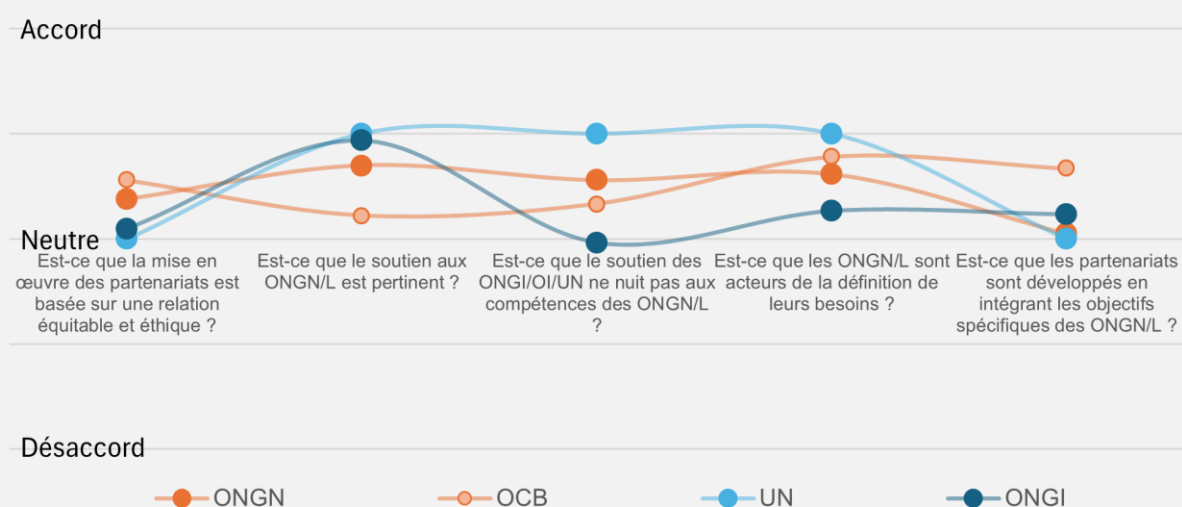 Accord
Neutre
Est-ce que la mise en
œuvre des partenariats est
basée sur une relation
équitable et éthique ?
Est-ce que le soutien aux
ONGN/L est pertinent ?
Est-ce que le soutien des
ONGI/OI/UN ne nuit pas aux
compétences des ONGN/L
?
Est-ce que les ONGN/L sont
acteurs de la définition de
leurs besoins ?
Est-ce que les partenariats
sont développés en
intégrant les objectifs
spécifiques des ONGN/L ?
Désaccord
ONGN
OCB
UN
ONGI